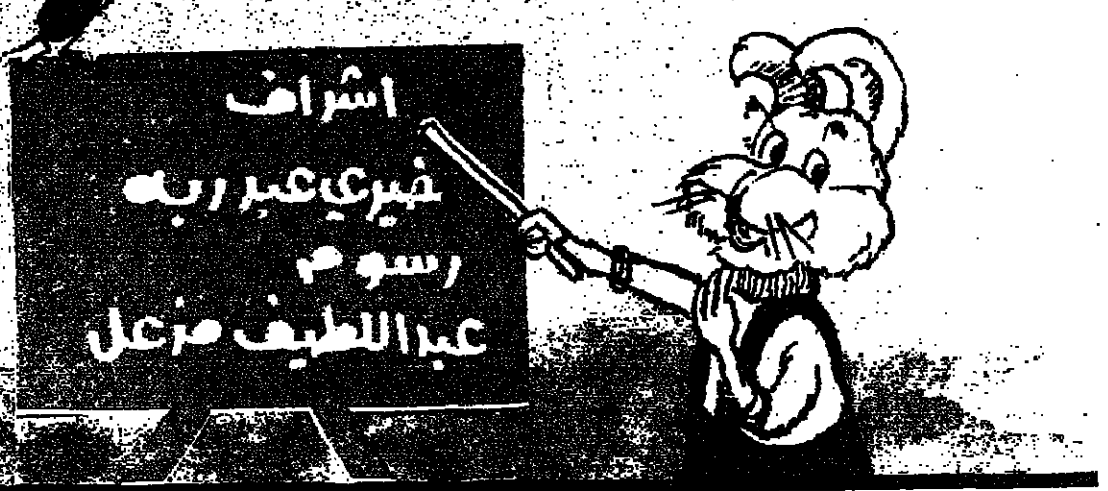 اشراف
خيري عبد ربه
رسوم
عبد اللطيف مزعل